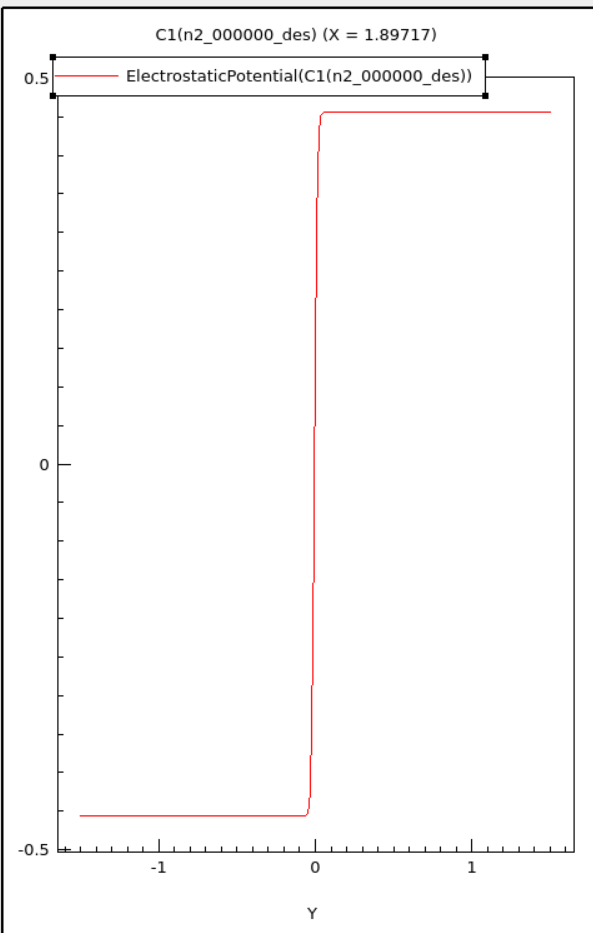 C1(n2_000000_des) (X = 1.89717)
ElectrostaticPotential(C1(n2_000000_des))
0.5
0
-0.5
-1 0 1
Y